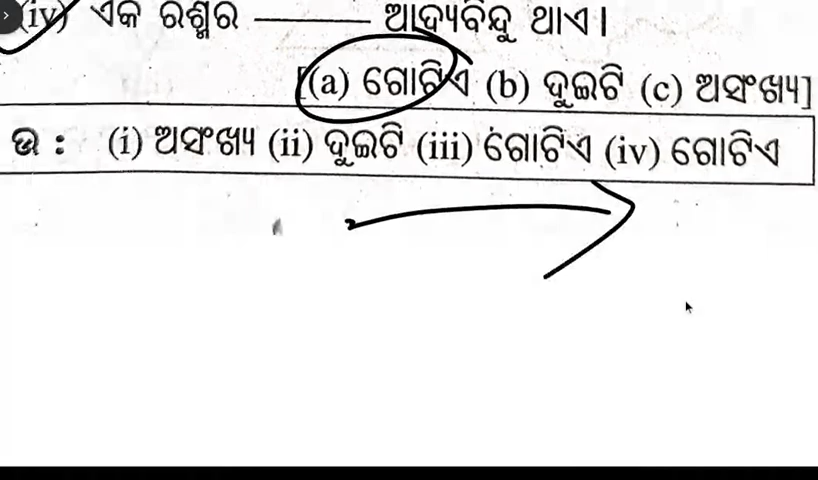 (iv) ଏକ ରଶ୍ମିର ——— ଆଦ୍ୟବିନ୍ଦୁ ଥାଏ।
[(a) ଗୋଟିଏ (b) ଦୁଇଟି (c) ଅସଂଖ୍ୟ]
ଉ : (i) ଅସଂଖ୍ୟ (ii) ଦୁଇଟି (iii) ଗୋଟିଏ (iv) ଗୋଟିଏ